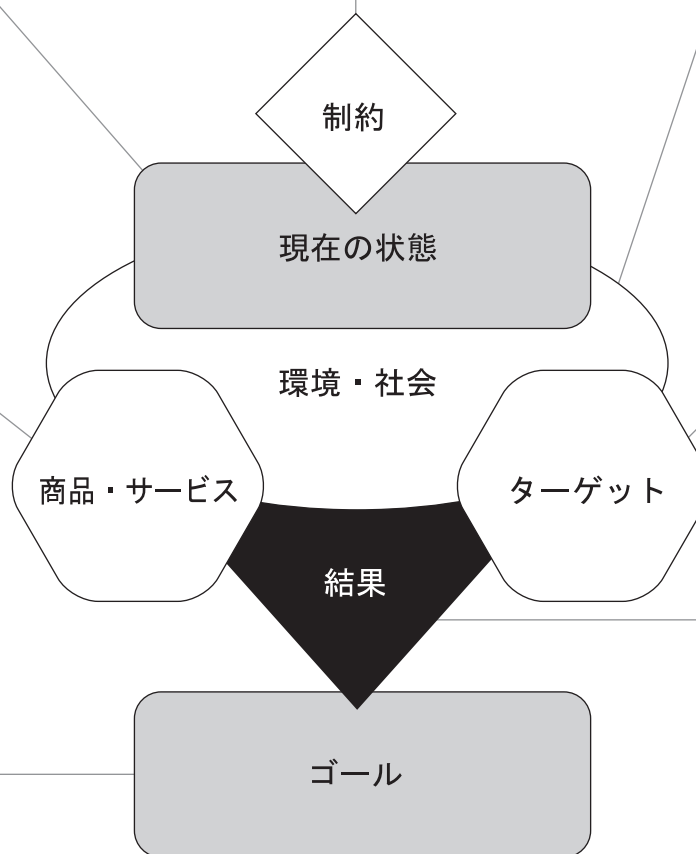 制約
現在の状態
環境・社会
商品・サービス
ターゲット
結果
ゴール